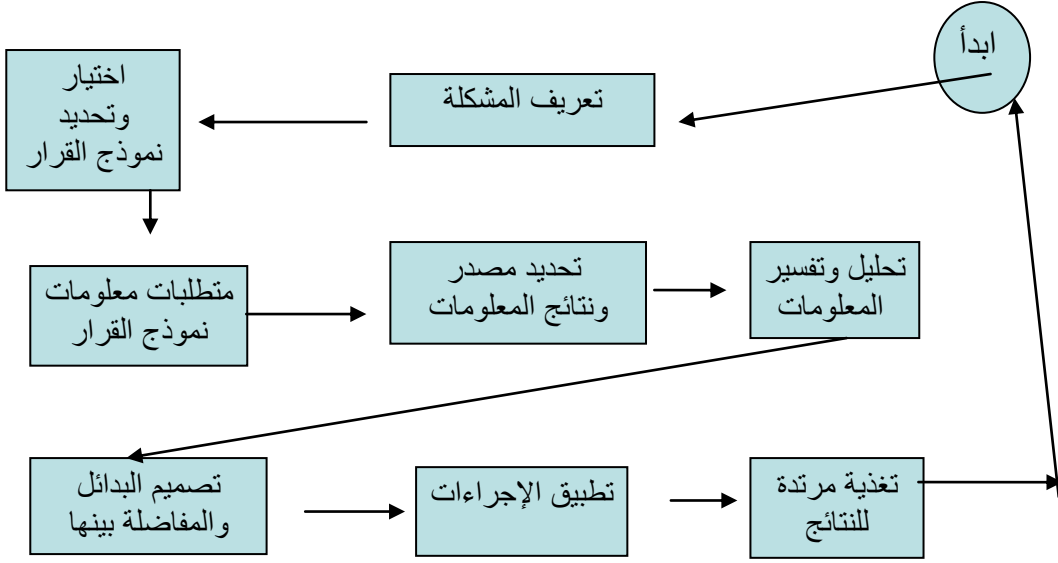 ابدأ
تعريف المشكلة
اختيار
وتحديد
نموذج القرار
متطلبات معلومات
نموذج القرار
تحديد مصدر
ونتائج المعلومات
تحليل وتفسير
المعلومات
تصميم البدائل
والمفاضلة بينها
تطبيق الإجراءات
تغذية مرتدة
للنتائج